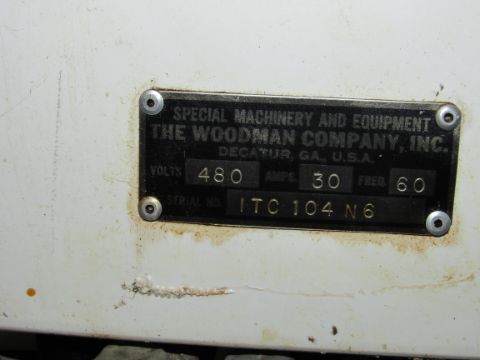 SPECIAL MACHINERY AND EQUIPMENT
THE WOODMAN COMPANY, INC.
DECATUR, GA., U.S.A.
VOLTS 480 AMPS. 30 FREQ. 60
SERIAL NO. ITC 104 N6